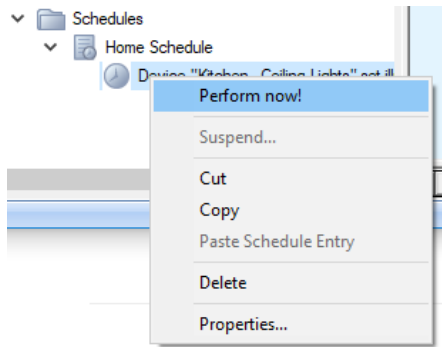 Schedules
Home Schedule
Device "Kitchen - Ceiling Lights" set ill
Perform now!
Suspend...
Cut
Copy
Paste Schedule Entry
Delete
Properties...